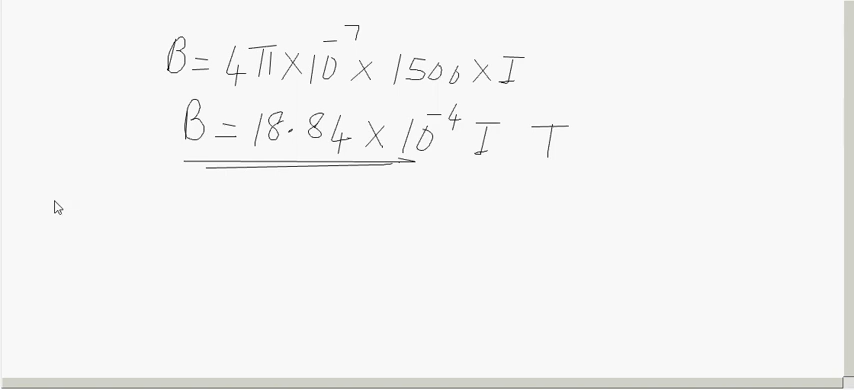 B = 4π × 10⁻⁷ × 1500 × I
B = 18.84 × 10⁻⁴ I T